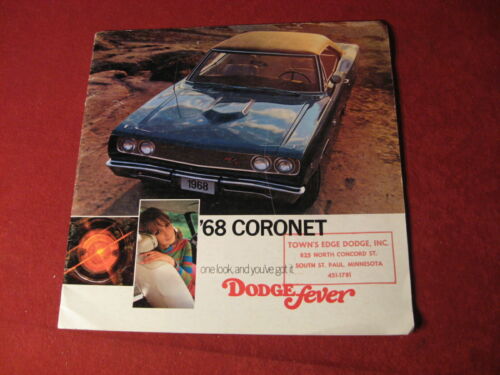 1968
'68 CORONET
one look, and you've got it...
DODGE fever
TOWN'S EDGE DODGE, INC.
825 NORTH CONCORD ST.
SOUTH ST. PAUL, MINNESOTA
451-1781